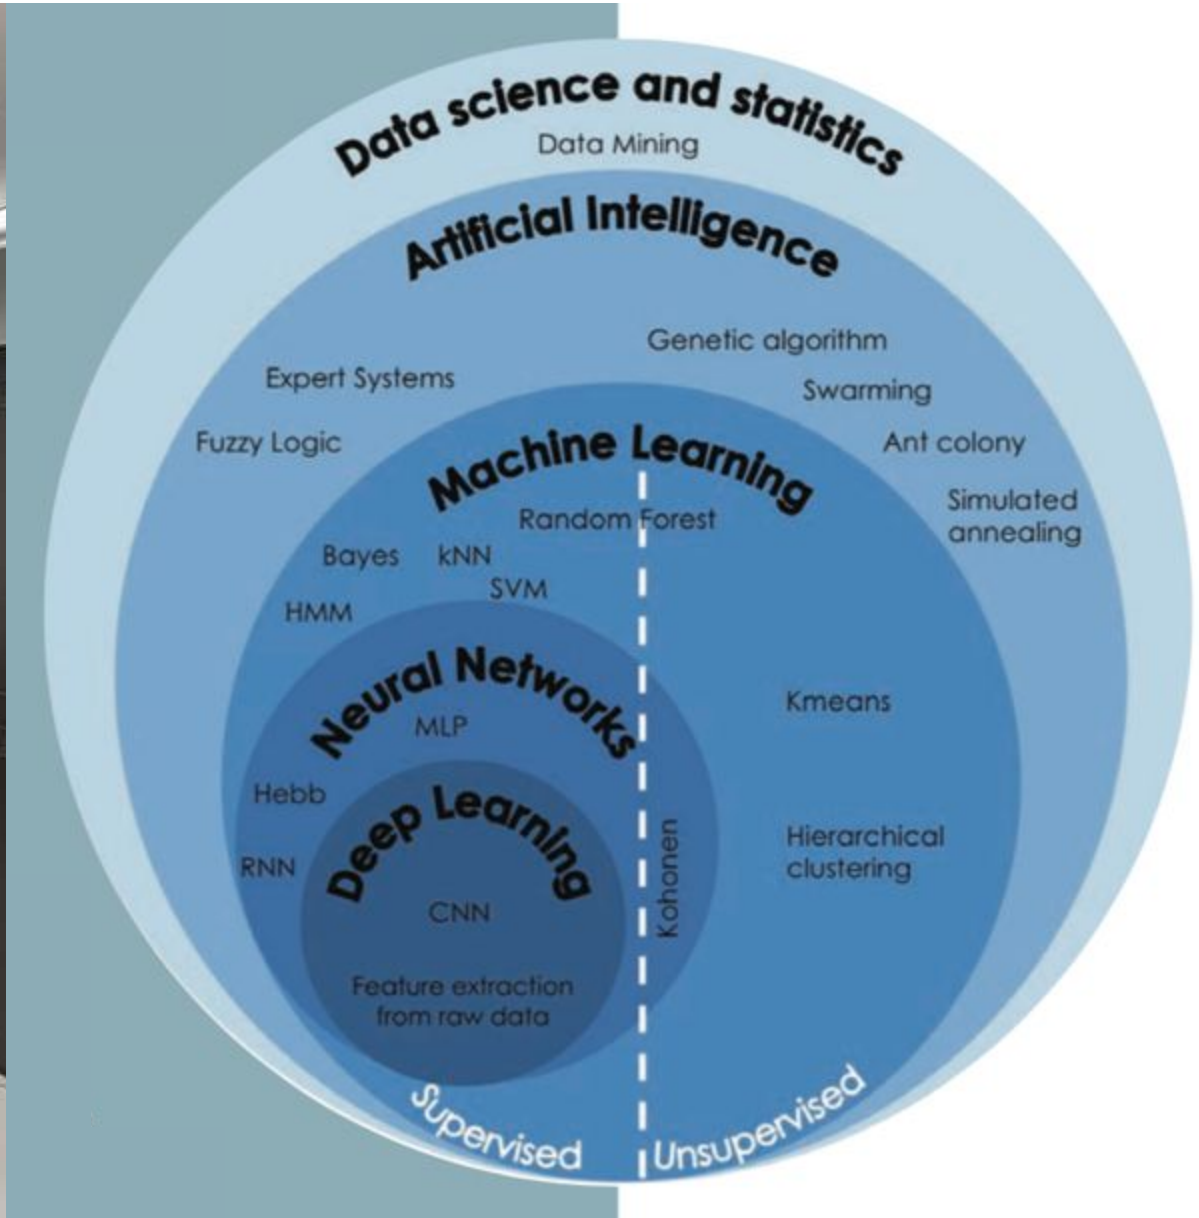 Data science and statistics
Data Mining
Artificial Intelligence
Genetic algorithm
Expert Systems
Swarming
Fuzzy Logic
Ant colony
Machine Learning
Simulated
annealing
Random Forest
Bayes
kNN
SVM
HMM
Neural Networks
Kmeans
MLP
Hebb
Deep Learning
Hierarchical
clustering
RNN
Kohonen
CNN
Feature extraction
from raw data
Supervised
Unsupervised